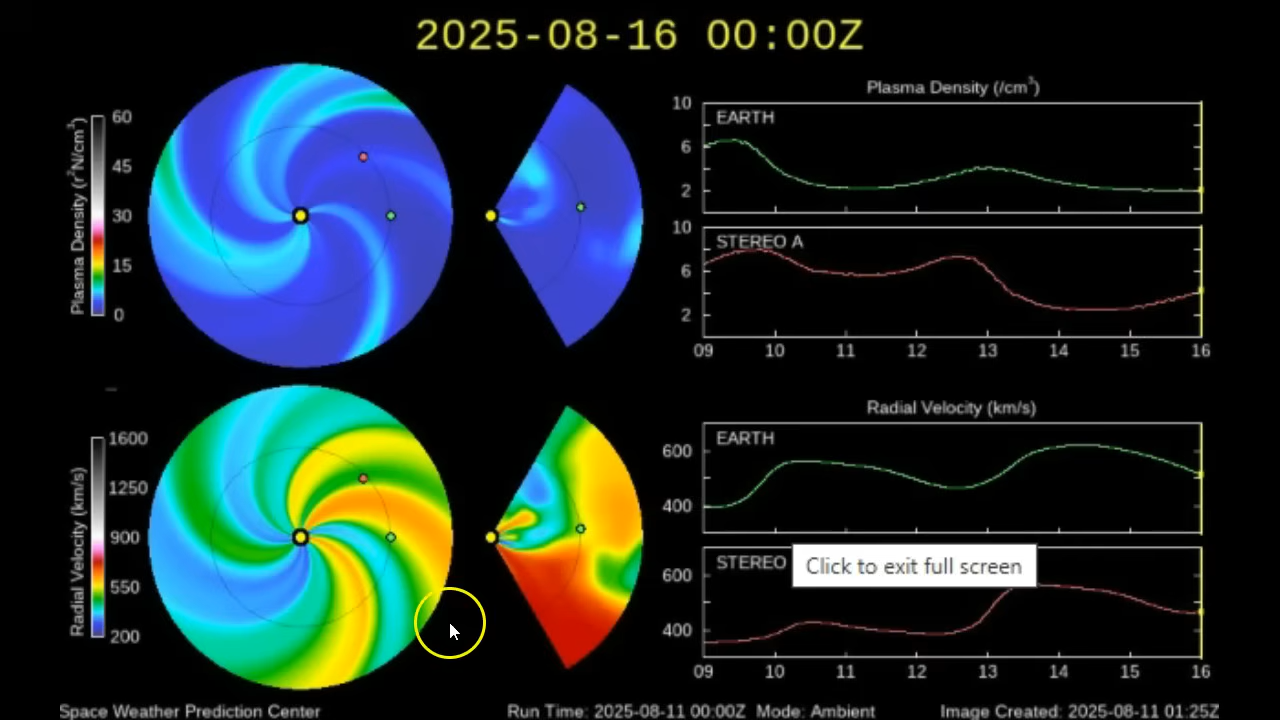 2025-08-16 00:00Z
Plasma Density (r²N/cm³)
60
45
30
15
0
Plasma Density (/cm³)
EARTH
10
6
2
STEREO A
10
6
2
09 10 11 12 13 14 15 16
Radial Velocity (km/s)
1600
1250
900
550
200
Radial Velocity (km/s)
EARTH
600
400
STEREO
Click to exit full screen
600
400
09 10 11 12 13 14 15 16
Space Weather Prediction Center
Run Time: 2025-08-11 00:00Z Mode: Ambient
Image Created: 2025-08-11 01:25Z